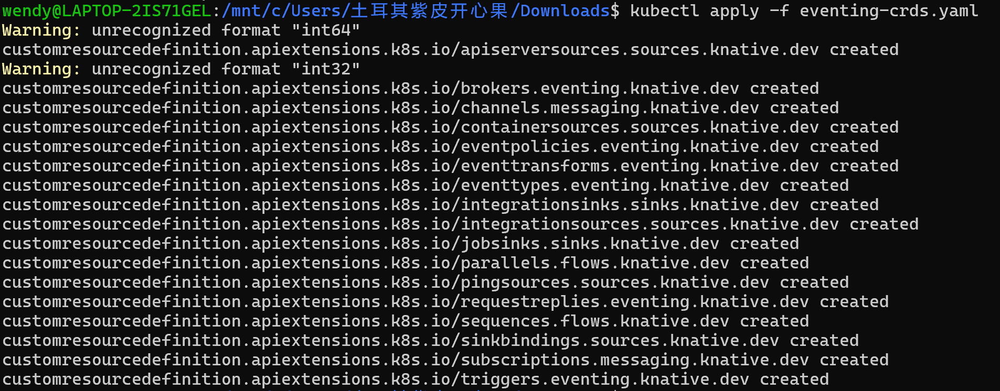 wendy@LAPTOP-2IS71GEL:/mnt/c/Users/土耳其紫皮开心果/Downloads$ kubectl apply -f eventing-crds.yaml
Warning: unrecognized format "int64"
customresourcedefinition.apiextensions.k8s.io/apiserversources.sources.knative.dev created
Warning: unrecognized format "int32"
customresourcedefinition.apiextensions.k8s.io/brokers.eventing.knative.dev created
customresourcedefinition.apiextensions.k8s.io/channels.messaging.knative.dev created
customresourcedefinition.apiextensions.k8s.io/containersources.sources.knative.dev created
customresourcedefinition.apiextensions.k8s.io/eventpolicies.eventing.knative.dev created
customresourcedefinition.apiextensions.k8s.io/eventtransforms.eventing.knative.dev created
customresourcedefinition.apiextensions.k8s.io/eventtypes.eventing.knative.dev created
customresourcedefinition.apiextensions.k8s.io/integrationsinks.sinks.knative.dev created
customresourcedefinition.apiextensions.k8s.io/integrationsources.sources.knative.dev created
customresourcedefinition.apiextensions.k8s.io/jobsinks.sinks.knative.dev created
customresourcedefinition.apiextensions.k8s.io/parallels.flows.knative.dev created
customresourcedefinition.apiextensions.k8s.io/pingsources.sources.knative.dev created
customresourcedefinition.apiextensions.k8s.io/requestreplies.eventing.knative.dev created
customresourcedefinition.apiextensions.k8s.io/sequences.flows.knative.dev created
customresourcedefinition.apiextensions.k8s.io/sinkbindings.sources.knative.dev created
customresourcedefinition.apiextensions.k8s.io/subscriptions.messaging.knative.dev created
customresourcedefinition.apiextensions.k8s.io/triggers.eventing.knative.dev created